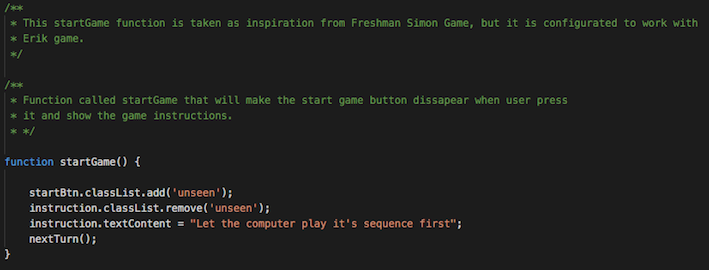 /**
 * This startGame function is taken as inspiration from Freshman Simon Game, but it is configurated to work with
 * Erik game.
 */
/**
 * Function called startGame that will make the start game button dissapear when user press
 * it and show the game instructions.
 * */
function startGame() {
    startBtn.classList.add('unseen');
    instruction.classList.remove('unseen');
    instruction.textContent = "Let the computer play it's sequence first";
    nextTurn();
}